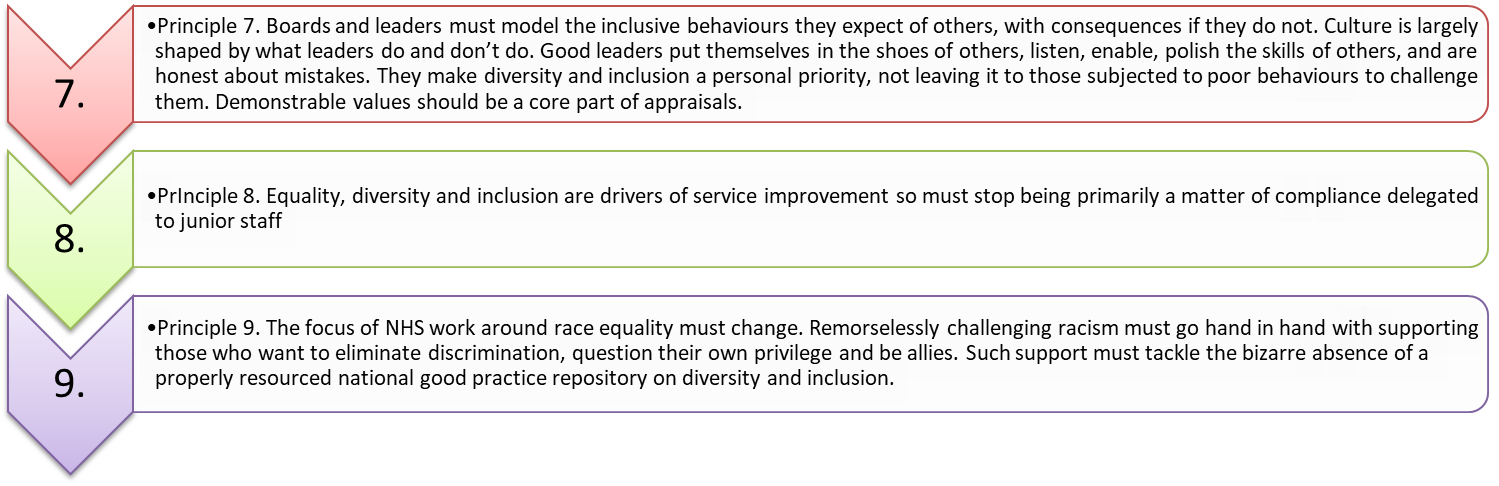 7.
•Principle 7. Boards and leaders must model the inclusive behaviours they expect of others, with consequences if they do not. Culture is largely
shaped by what leaders do and don’t do. Good leaders put themselves in the shoes of others, listen, enable, polish the skills of others, and are
honest about mistakes. They make diversity and inclusion a personal priority, not leaving it to those subjected to poor behaviours to challenge
them. Demonstrable values should be a core part of appraisals.
8.
•PrInciple 8. Equality, diversity and inclusion are drivers of service improvement so must stop being primarily a matter of compliance delegated
to junior staff
9.
•Principle 9. The focus of NHS work around race equality must change. Remorselessly challenging racism must go hand in hand with supporting
those who want to eliminate discrimination, question their own privilege and be allies. Such support must tackle the bizarre absence of a
properly resourced national good practice repository on diversity and inclusion.